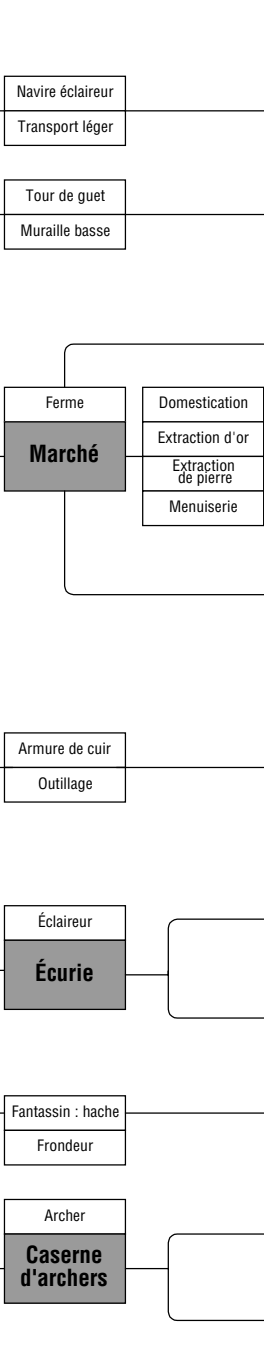 Navire éclaireur
Transport léger
Tour de guet
Muraille basse
Ferme
Marché
Domestication
Extraction d'or
Extraction
de pierre
Menuiserie
Armure de cuir
Outillage
Éclaireur
Écurie
Fantassin : hache
Frondeur
Archer
Caserne
d'archers